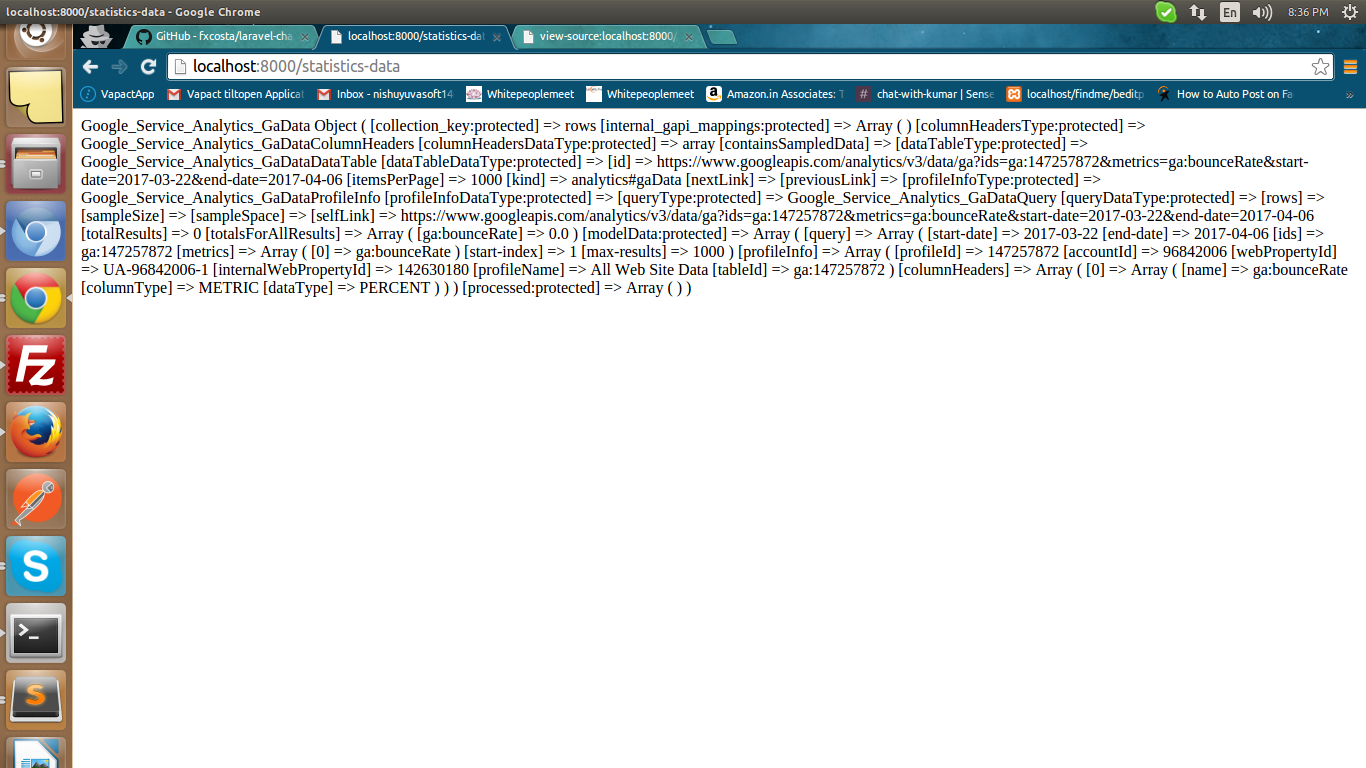 localhost:8000/statistics-data - Google Chrome
En
8:36 PM
GitHub - fxcosta/laravel-cha
localhost:8000/statistics-dat
view-source:localhost:8000/
localhost:8000/statistics-data
VapactApp
Vapact tiltopen Applicat
Inbox - nishuyuvasoft14
Whitepeoplemeet
Whitepeoplemeet
Amazon.in Associates: T
chat-with-kumar | Sense
localhost/findme/beditp
How to Auto Post on Fa
»
Google_Service_Analytics_GaData Object ( [collection_key:protected] => rows [internal_gapi_mappings:protected] => Array ( ) [columnHeadersType:protected] =>
Google_Service_Analytics_GaDataColumnHeaders [columnHeadersDataType:protected] => array [containsSampledData] => [dataTableType:protected] =>
Google_Service_Analytics_GaDataDataTable [dataTableDataType:protected] => [id] => https://www.googleapis.com/analytics/v3/data/ga?ids=ga:147257872&metrics=ga:bounceRate&start-
date=2017-03-22&end-date=2017-04-06 [itemsPerPage] => 1000 [kind] => analytics#gaData [nextLink] => [previousLink] => [profileInfoType:protected] =>
Google_Service_Analytics_GaDataProfileInfo [profileInfoDataType:protected] => [queryType:protected] => Google_Service_Analytics_GaDataQuery [queryDataType:protected] => [rows] =>
[sampleSize] => [sampleSpace] => [selfLink] => https://www.googleapis.com/analytics/v3/data/ga?ids=ga:147257872&metrics=ga:bounceRate&start-date=2017-03-22&end-date=2017-04-06
[totalResults] => 0 [totalsForAllResults] => Array ( [ga:bounceRate] => 0.0 ) [modelData:protected] => Array ( [query] => Array ( [start-date] => 2017-03-22 [end-date] => 2017-04-06 [ids] =>
ga:147257872 [metrics] => Array ( [0] => ga:bounceRate ) [start-index] => 1 [max-results] => 1000 ) [profileInfo] => Array ( [profileId] => 147257872 [accountId] => 96842006 [webPropertyId]
=> UA-96842006-1 [internalWebPropertyId] => 142630180 [profileName] => All Web Site Data [tableId] => ga:147257872 ) [columnHeaders] => Array ( [0] => Array ( [name] => ga:bounceRate
[columnType] => METRIC [dataType] => PERCENT ) ) ) [processed:protected] => Array ( ) )
Fz
S
>_
S